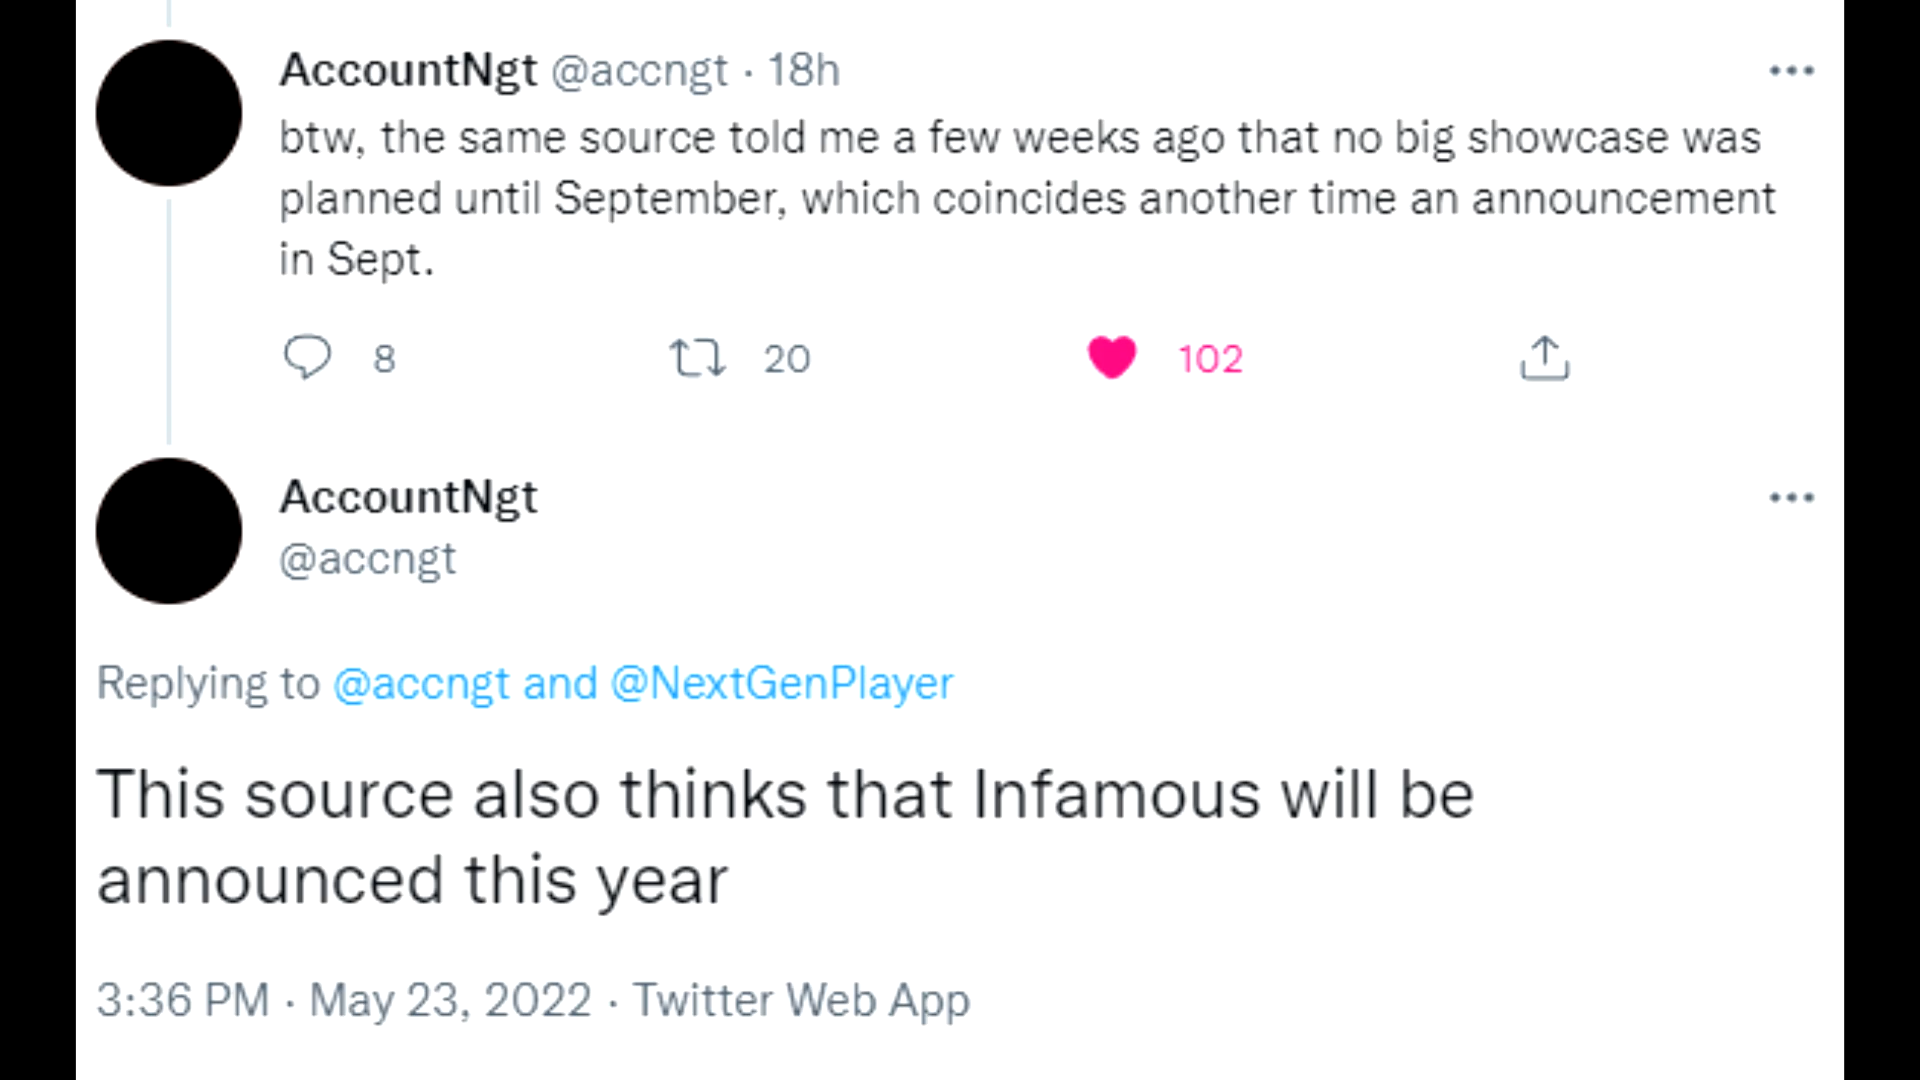 AccountNgt @accngt · 18h
btw, the same source told me a few weeks ago that no big showcase was
planned until September, which coincides another time an announcement
in Sept.
8 20 102
AccountNgt
@accngt
Replying to @accngt and @NextGenPlayer
This source also thinks that Infamous will be
announced this year
3:36 PM · May 23, 2022 · Twitter Web App